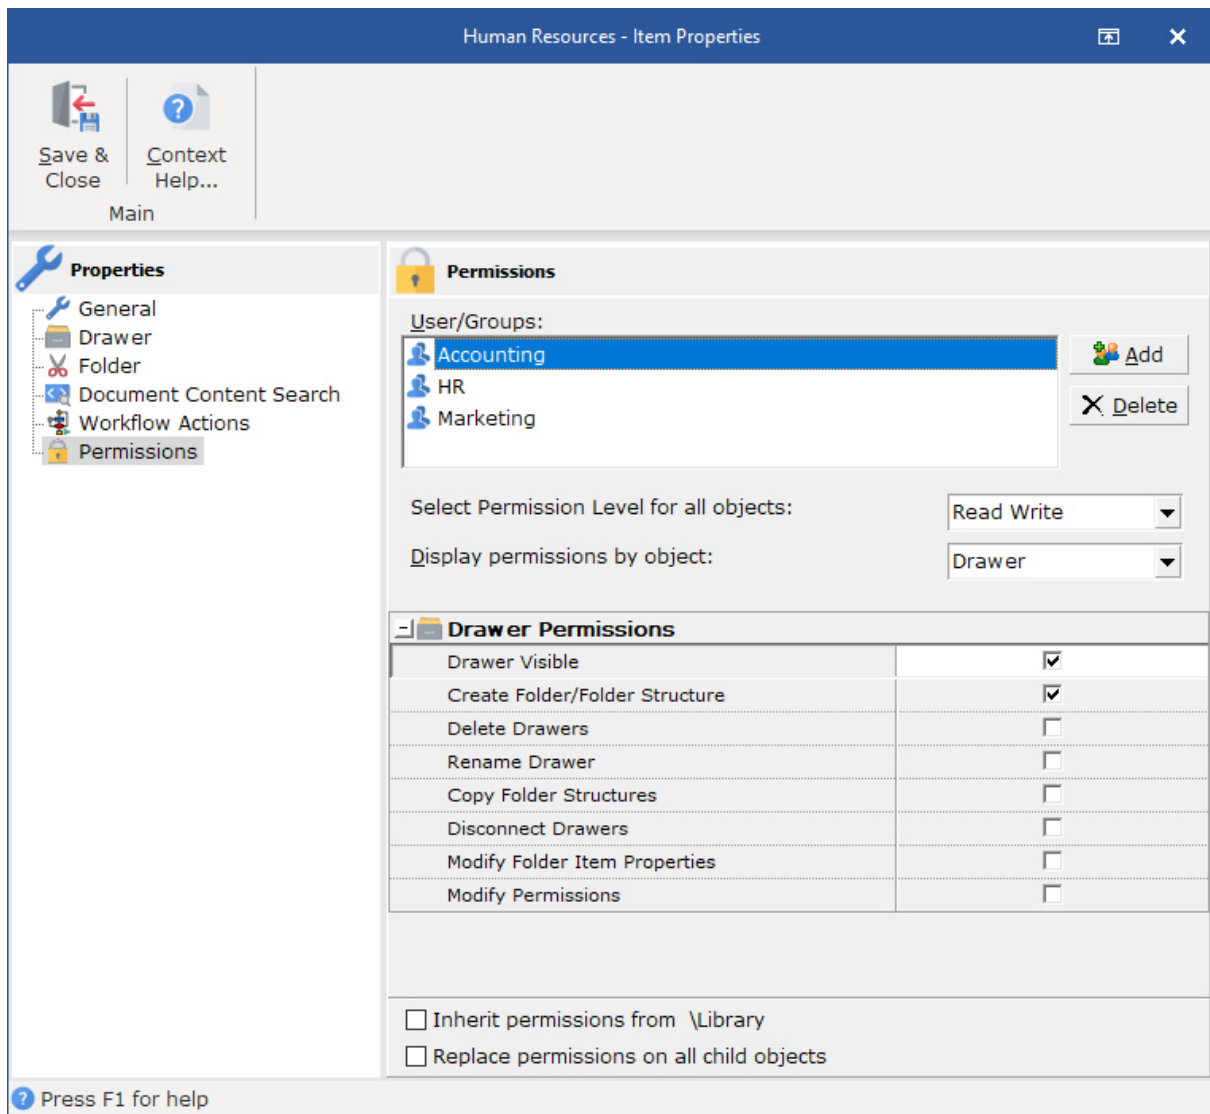 Human Resources - Item Properties
Save & Close
Context Help...
Main
Properties
General
Drawer
Folder
Document Content Search
Workflow Actions
Permissions
Permissions
User/Groups:
Accounting
HR
Marketing
Add
Delete
Select Permission Level for all objects:
Read Write
Display permissions by object:
Drawer
Drawer Permissions
Drawer Visible
Create Folder/Folder Structure
Delete Drawers
Rename Drawer
Copy Folder Structures
Disconnect Drawers
Modify Folder Item Properties
Modify Permissions
Inherit permissions from \Library
Replace permissions on all child objects
Press F1 for help